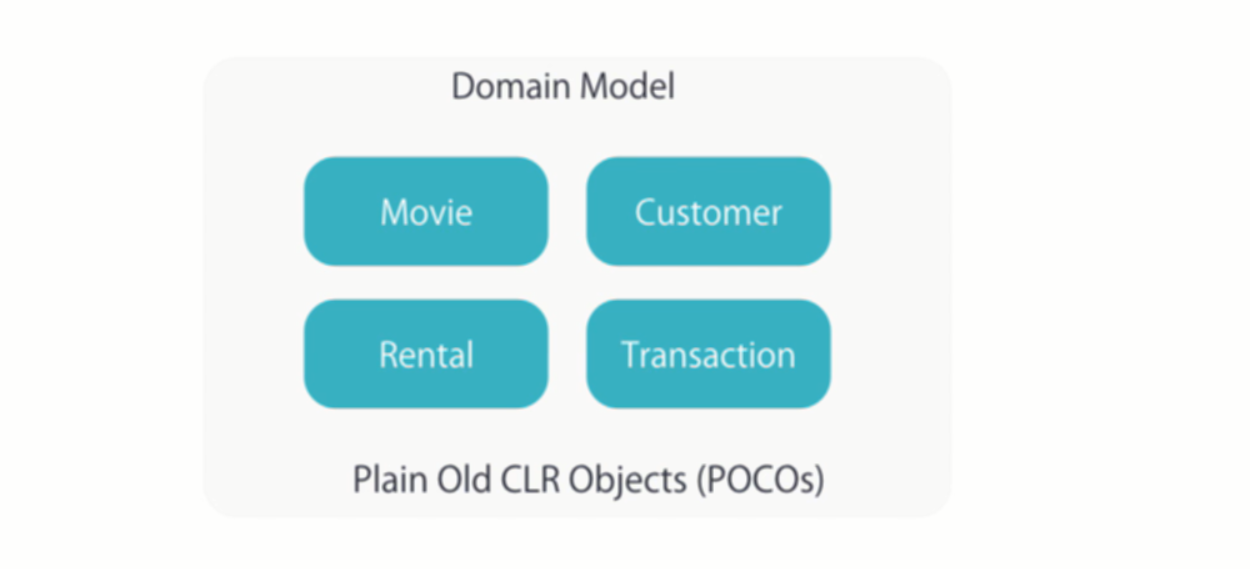 Domain Model
Movie
Customer
Rental
Transaction
Plain Old CLR Objects (POCOs)